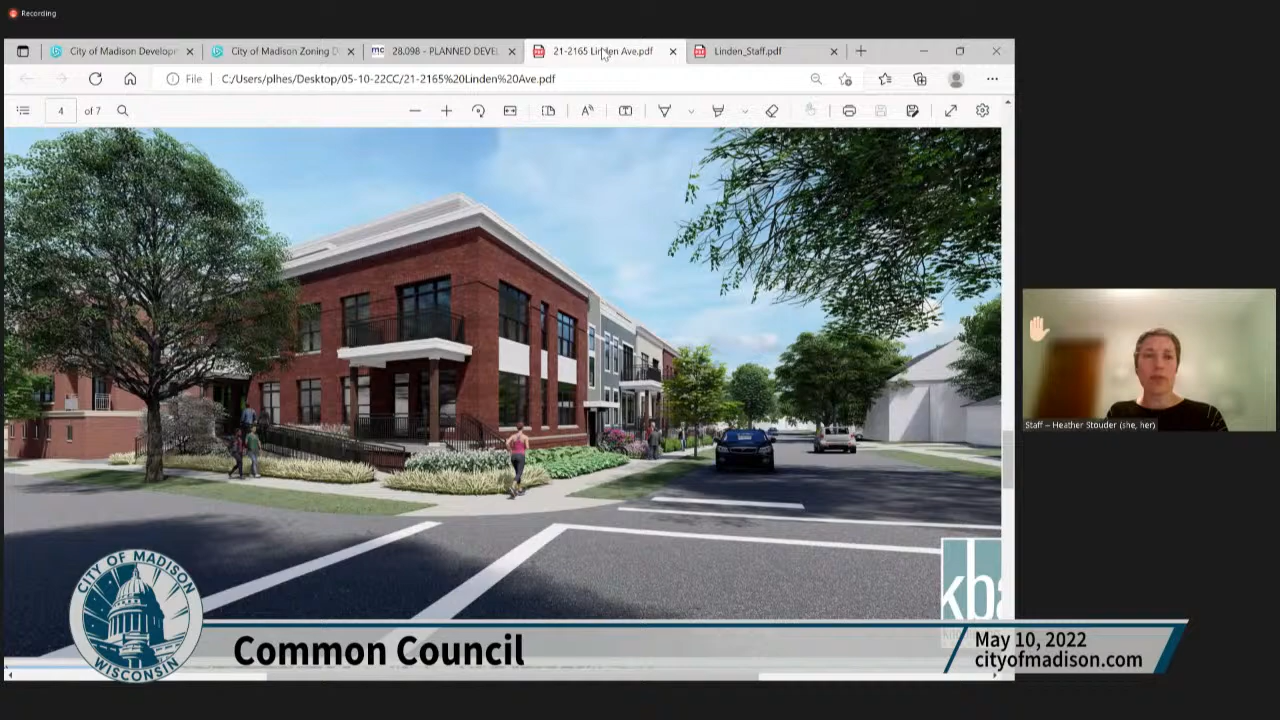 Recording
City of Madison Develop
City of Madison Zoning D
mc 28.098 - PLANNED DEVEL
21-2165 Linden Ave.pdf
Linden_Staff.pdf
File C:/Users/plhes/Desktop/05-10-22CC/21-2165%20Linden%20Ave.pdf
4 of 7
kba
Staff – Heather Stouder (she, her)
CITY OF MADISON
WISCONSIN
Common Council
May 10, 2022
cityofmadison.com